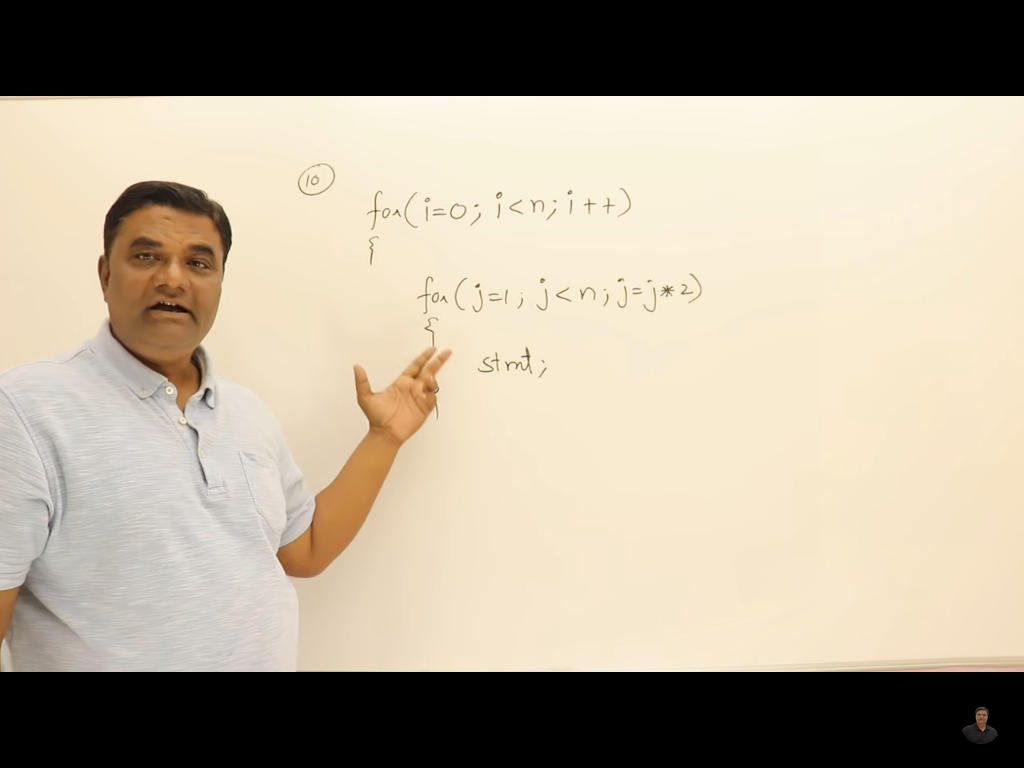 10
for(i=0; i<n; i++)
{
for(j=1; j<n; j=j*2)
{
stmt;
}